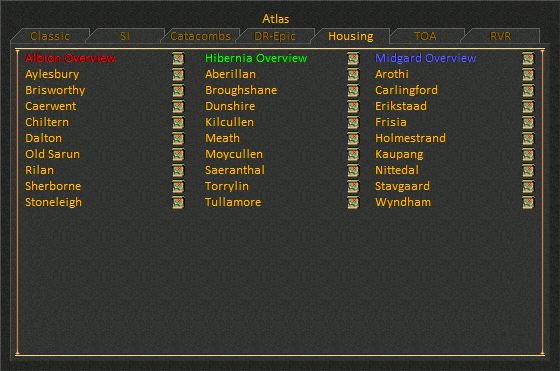 Atlas
Classic SI Catacombs DR-Epic Housing TOA RVR
Albion Overview Hibernia Overview Midgard Overview
Aylesbury Aberillan Arothi
Brisworthy Broughshane Carlingford
Caerwent Dunshire Erikstaad
Chiltern Kilcullen Frisia
Dalton Meath Holmestrand
Old Sarun Moycullen Kaupang
Rilan Saeranthal Nittedal
Sherborne Torrylin Stavgaard
Stoneleigh Tullamore Wyndham